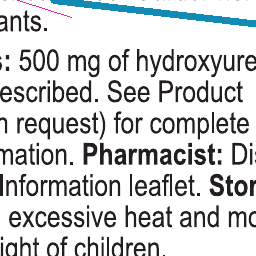 ants.
: 500 mg of hydroxyure
escribed. See Product
n request) for complete
mation. Pharmacist: Dis
Information leaflet. Stor
excessive heat and mo
ight of children.